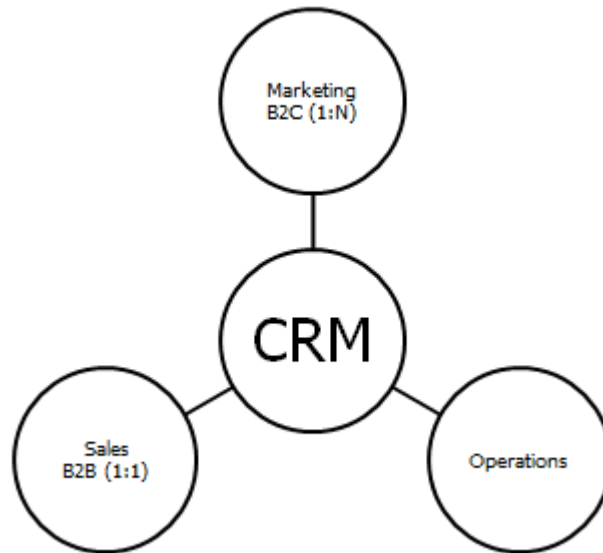 Marketing
B2C (1:N)
CRM
Sales
B2B (1:1)
Operations